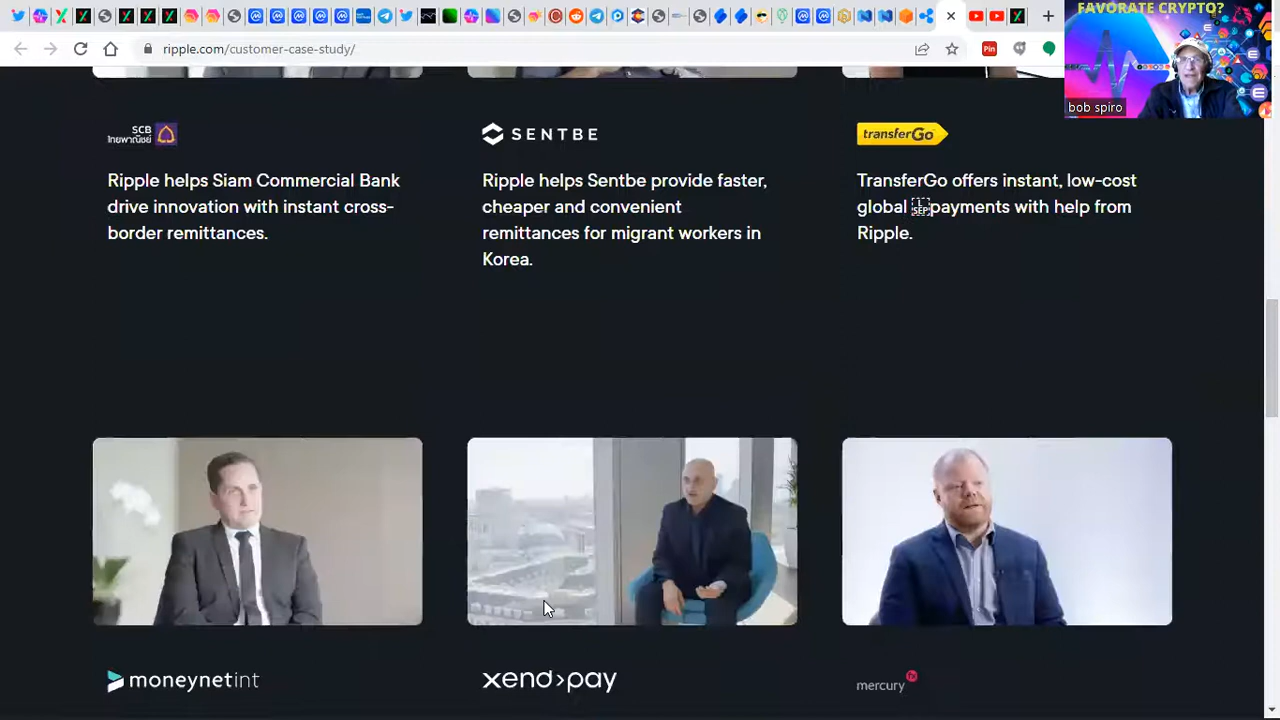 FAVORATE CRYPTO?
ripple.com/customer-case-study/
Pin
bob spiro
SCB
ไทยพาณิชย์
SENTBE
transferGo
Ripple helps Siam Commercial Bank
drive innovation with instant cross-
border remittances.
Ripple helps Sentbe provide faster,
cheaper and convenient
remittances for migrant workers in
Korea.
TransferGo offers instant, low-cost
global LSEPpayments with help from
Ripple.
moneynetint
xend>pay
mercury fx